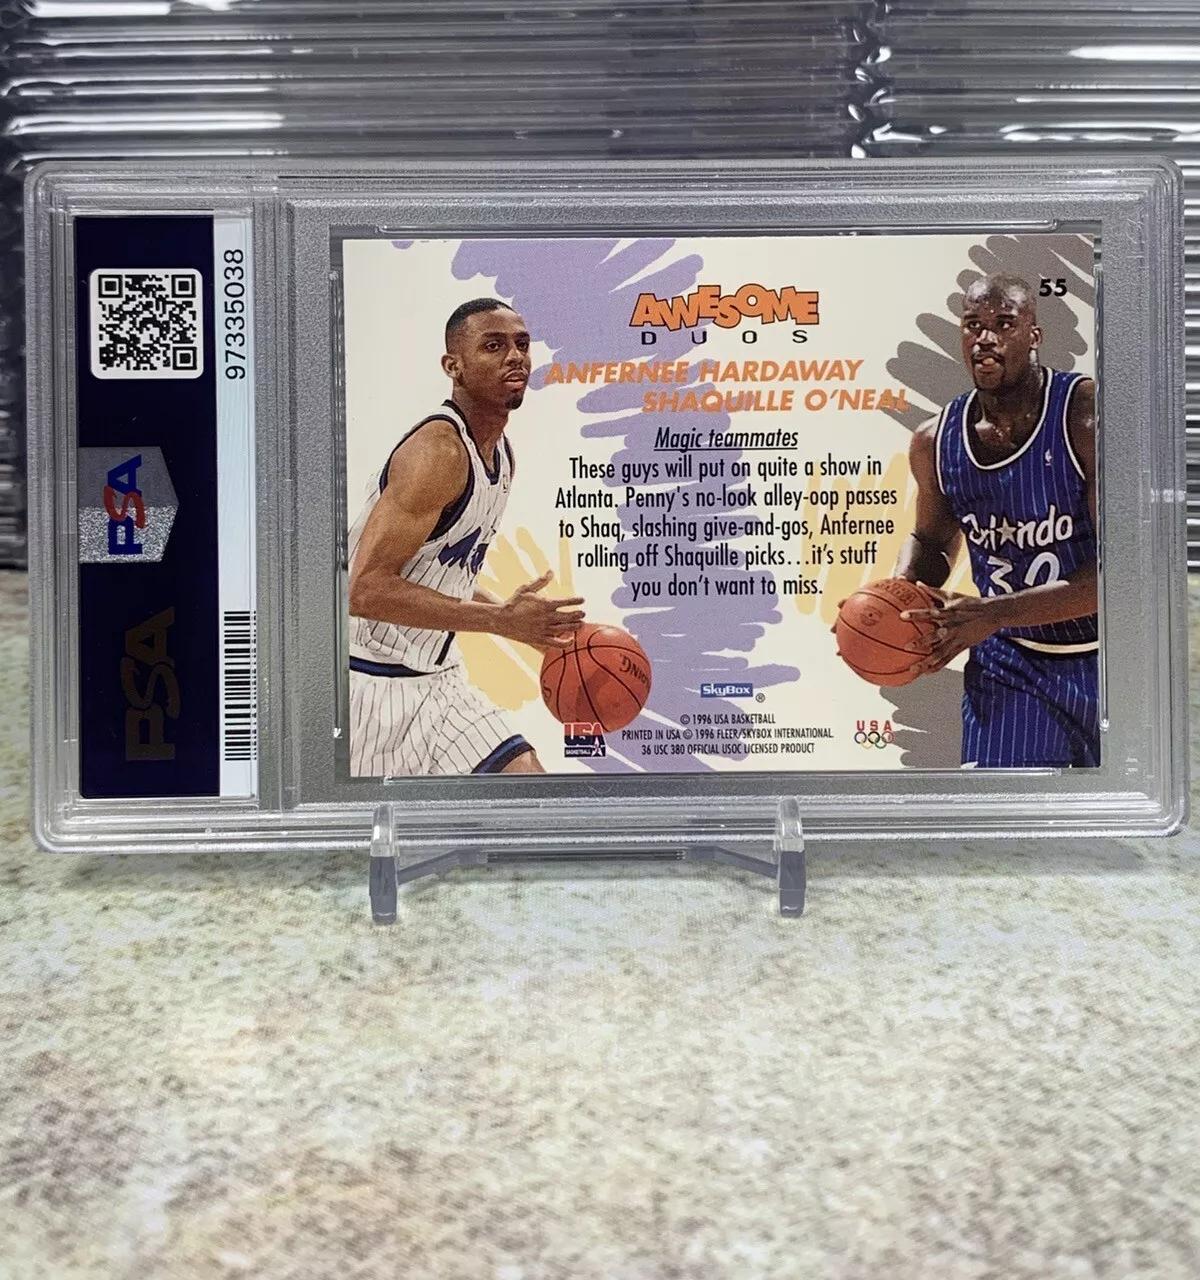 97335038
PSA
PSA
55
AWESOME
DUOS
ANFERNEE HARDAWAY
SHAQUILLE O'NEAL
Magic teammates
These guys will put on quite a show in
Atlanta. Penny's no-look alley-oop passes
to Shaq, slashing give-and-gos, Anfernee
rolling off Shaquille picks...it's stuff
you don't want to miss.
Orlando
32
SPALDING
SkyBox ®
© 1996 USA BASKETBALL
PRINTED IN USA © 1996 FLEER/SKYBOX INTERNATIONAL.
36 USC 380 OFFICIAL USOC LICENSED PRODUCT
USA
BASKETBALL
USA